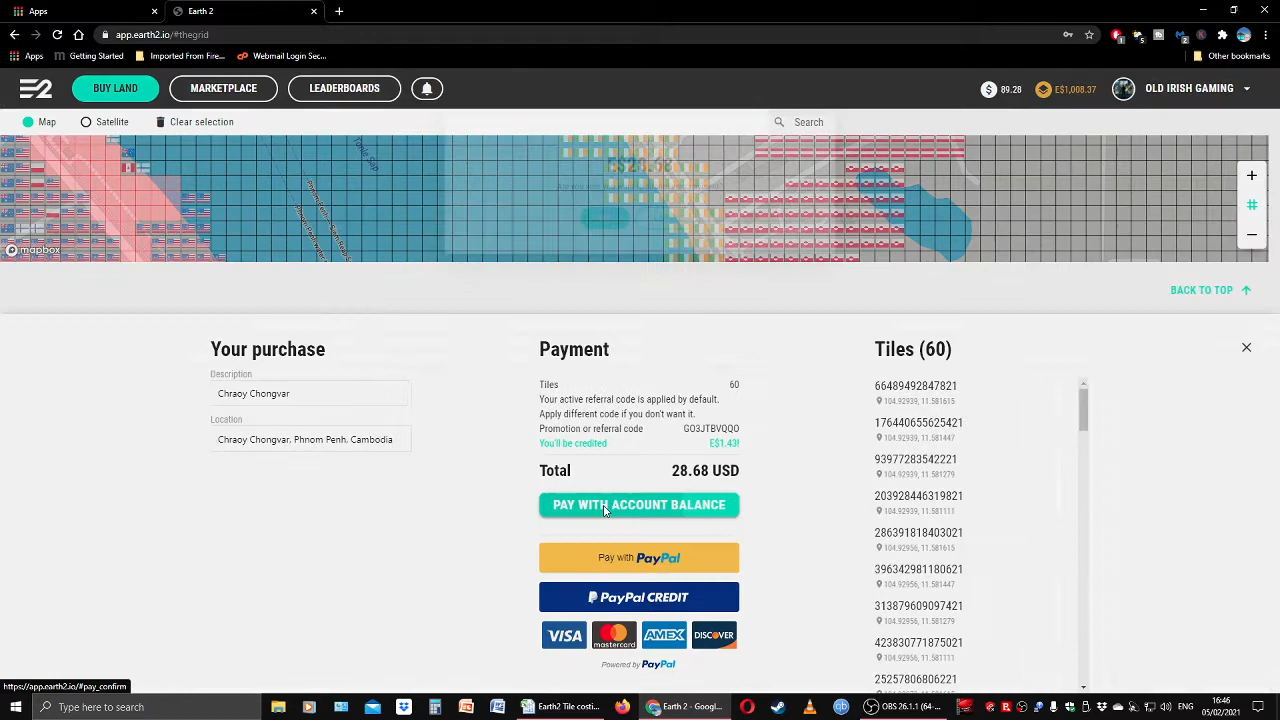 Apps
Earth 2
app.earth2.io/#thegrid
Apps
Getting Started
Imported From Fire...
Webmail Login Sec...
Other bookmarks
BUY LAND
MARKETPLACE
LEADERBOARDS
$ 89.28
E$1,008.37
OLD IRISH GAMING
Map
Satellite
Clear selection
Search
Tonle Sap
E$28.68
mapbox
BACK TO TOP
Your purchase
Description
Chraoy Chongvar
Location
Chraoy Chongvar, Phnom Penh, Cambodia
Payment
Tiles 60
Your active referral code is applied by default.
Apply different code if you don't want it.
Promotion or referral code GO3JTBVQQO
You'll be credited E$1.43!
Total 28.68 USD
PAY WITH ACCOUNT BALANCE
Pay with PayPal
PayPal CREDIT
VISA
mastercard
AMEX
DISCOVER
Powered by PayPal
Tiles (60)
66489492847821
104.92939, 11.581615
176440655625421
104.92939, 11.581447
93977283542221
104.92939, 11.581279
203928446319821
104.92939, 11.581111
286391818403021
104.92956, 11.581615
396342981180621
104.92956, 11.581447
313879609097421
104.92956, 11.581279
423830771875021
104.92956, 11.581111
25257806806221
https://app.earth2.io/#pay_confirm
Type here to search
Earth2 Tile costi...
Earth 2 - Googl...
OBS 26.1.1 (64-...
16:46
05/02/2021